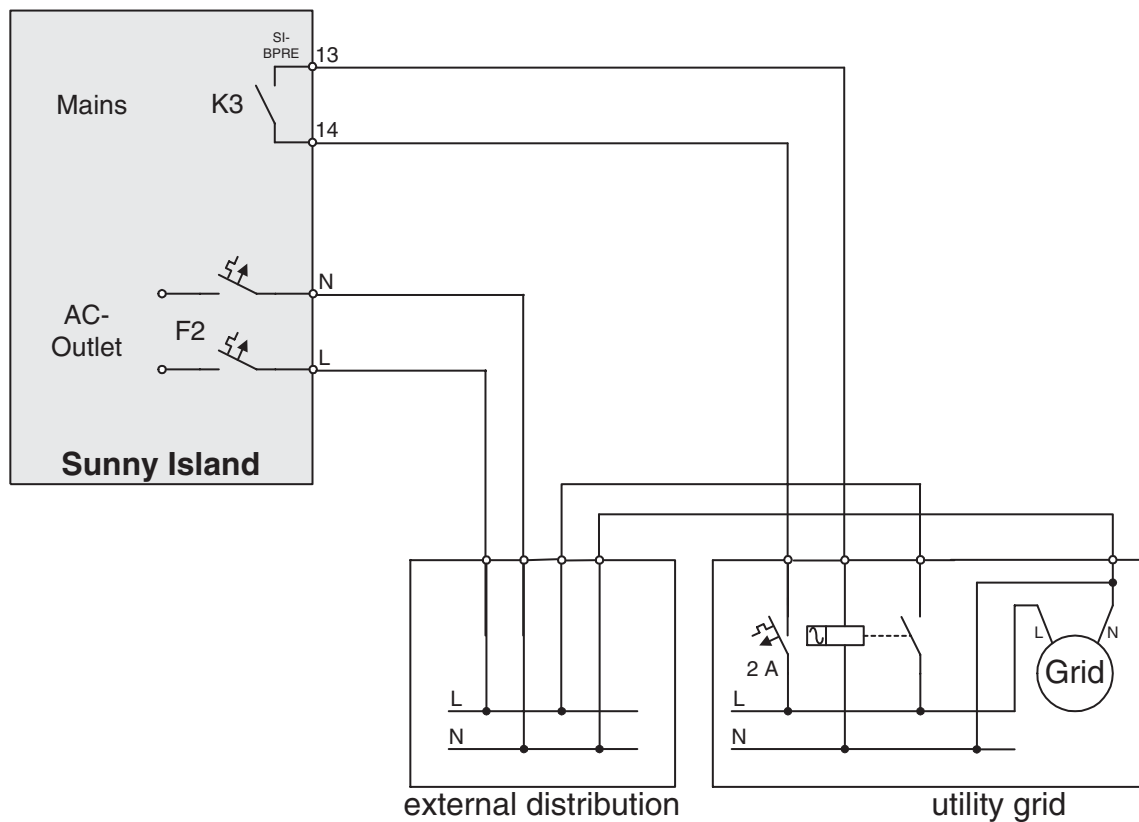 SI-
BPRE
13
Mains
K3
14
N
AC-
Outlet
F2
L
Sunny Island
L
N
Grid
2 A
L
N
L
N
external distribution
utility grid